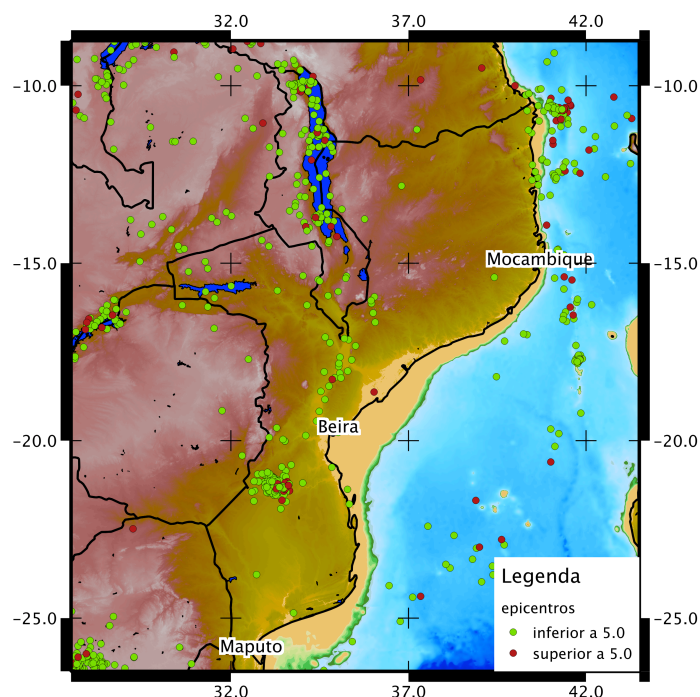 32.0 37.0 42.0
−10.0 −10.0
−15.0 Mocambique −15.0
Beira
−20.0 −20.0
Legenda
epicentros
inferior a 5.0
superior a 5.0
−25.0 −25.0
Maputo
32.0 37.0 42.0